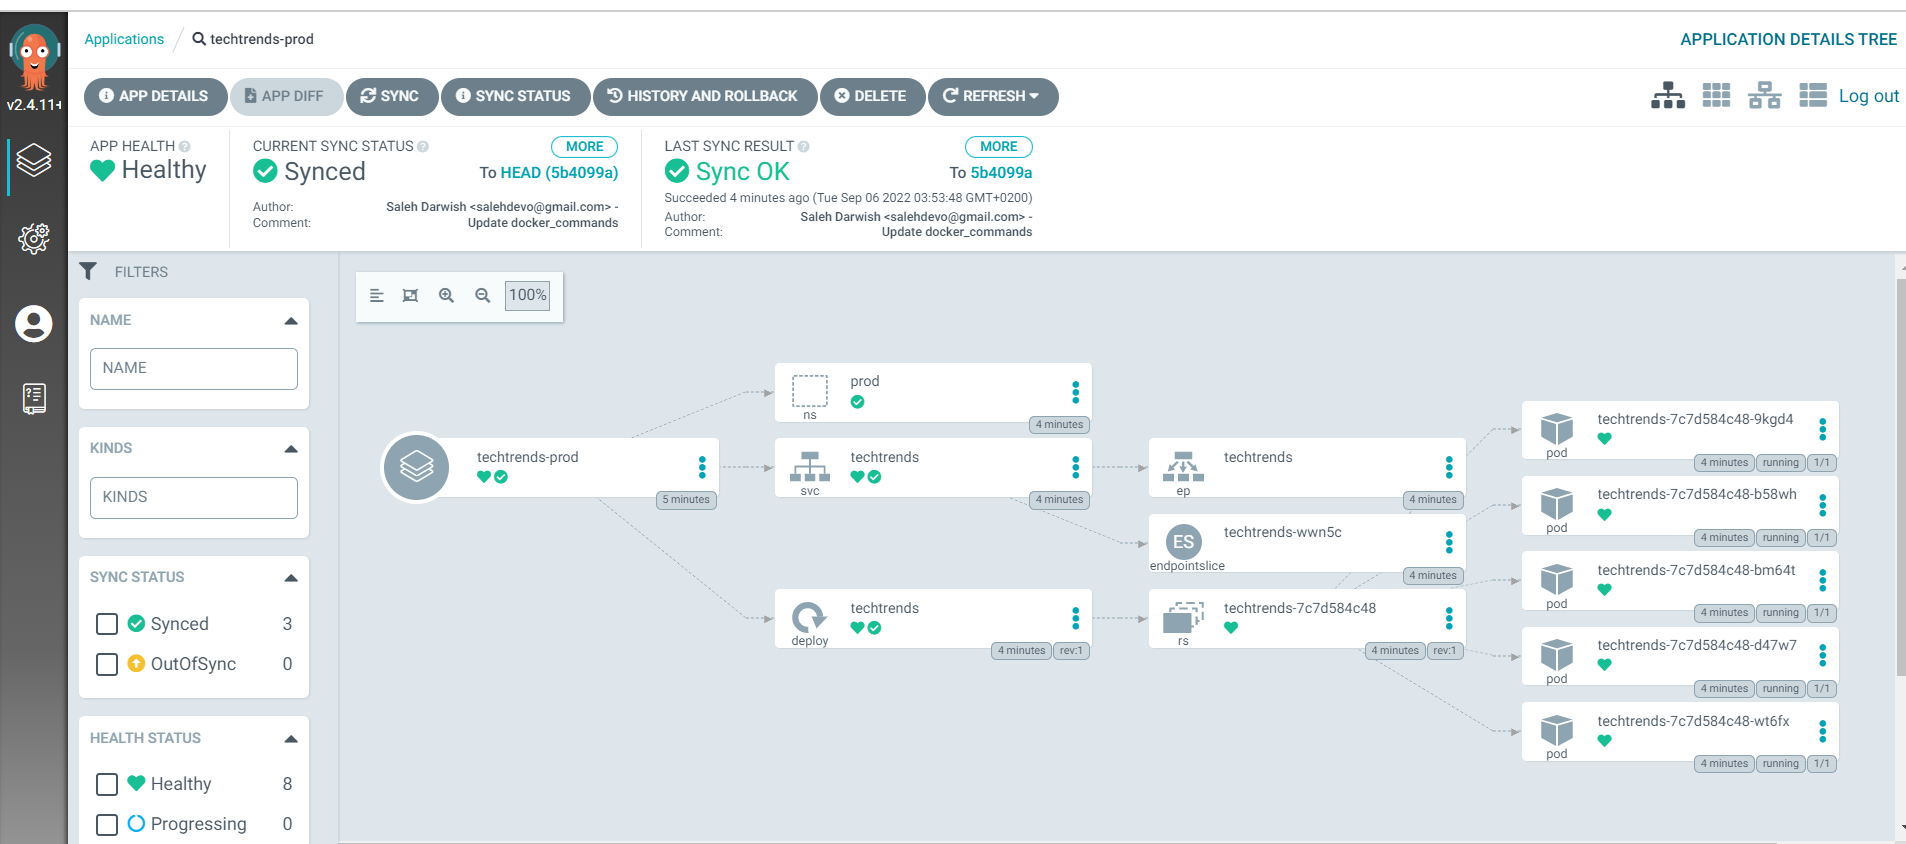 Applications
techtrends-prod
APPLICATION DETAILS TREE
v2.4.11+
APP DETAILS
APP DIFF
SYNC
SYNC STATUS
HISTORY AND ROLLBACK
DELETE
REFRESH
Log out
APP HEALTH
Healthy
CURRENT SYNC STATUS
MORE
Synced
To HEAD (5b4099a)
Author:
Saleh Darwish <salehdevo@gmail.com> -
Comment:
Update docker_commands
LAST SYNC RESULT
MORE
Sync OK
To 5b4099a
Succeeded 4 minutes ago (Tue Sep 06 2022 03:53:48 GMT+0200)
Author:
Saleh Darwish <salehdevo@gmail.com> -
Comment:
Update docker_commands
FILTERS
NAME
NAME
KINDS
KINDS
SYNC STATUS
Synced 3
OutOfSync 0
HEALTH STATUS
Healthy 8
Progressing 0
100%
techtrends-prod
5 minutes
prod
ns
4 minutes
techtrends
svc
4 minutes
techtrends
deploy
4 minutes rev:1
techtrends
ep
4 minutes
ES
techtrends-wwn5c
endpointslice
4 minutes
techtrends-7c7d584c48
rs
4 minutes rev:1
techtrends-7c7d584c48-9kgd4
pod
4 minutes running 1/1
techtrends-7c7d584c48-b58wh
pod
4 minutes running 1/1
techtrends-7c7d584c48-bm64t
pod
4 minutes running 1/1
techtrends-7c7d584c48-d47w7
pod
4 minutes running 1/1
techtrends-7c7d584c48-wt6fx
pod
4 minutes running 1/1